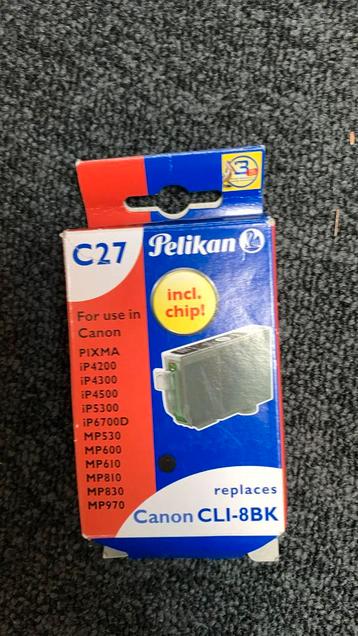 3
C27
Pelikan
incl.
chip!
For use in
Canon
PIXMA
iP4200
iP4300
iP4500
iP5300
iP6700D
MP530
MP600
MP610
MP810
MP830
MP970
replaces
Canon CLI-8BK